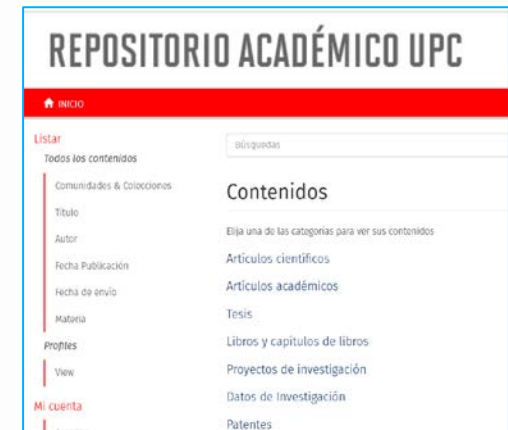 REPOSITORIO ACADÉMICO UPC
INICIO
Listar
Todos los contenidos
Comunidades & Colecciones
Título
Autor
Fecha Publicación
Fecha de envío
Materia
Profiles
View
Mi cuenta
Búsquedas
Contenidos
Elija una de las categorías para ver sus contenidos
Artículos científicos
Artículos académicos
Tesis
Libros y capítulos de libros
Proyectos de investigación
Datos de Investigación
Patentes